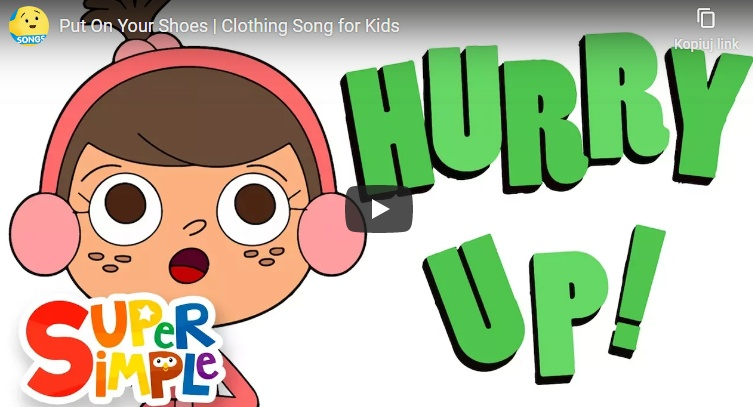 Put On Your Shoes | Clothing Song for Kids
SONGS
Kopiuj link
HURRY
UP!
SUPER
SiMPLe